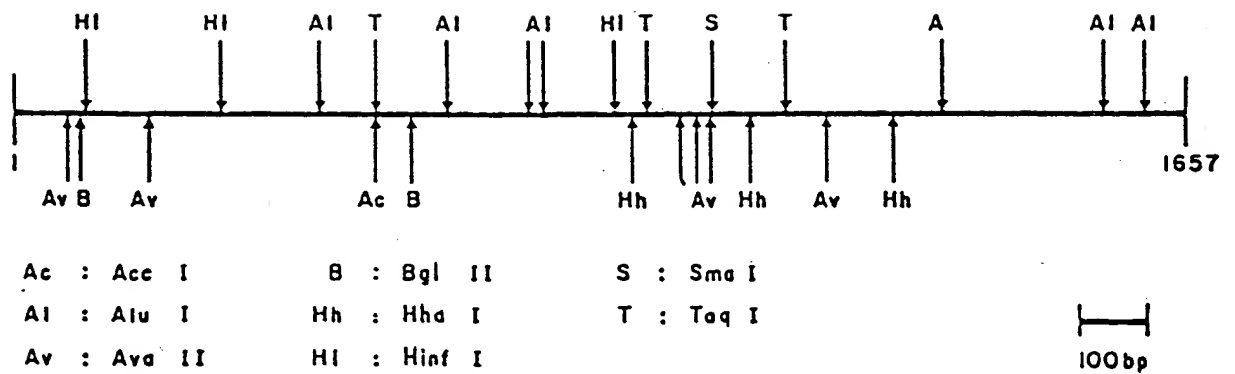 HI HI AI T AI AI HI T S T A AI AI
1 1657
Av B Av Ac B Hh Av Hh Av Hh
Ac : Acc I B : Bgl II S : Sma I
Al : Alu I Hh : Hha I T : Taq I
Av : Ava II HI : Hinf I
100bp